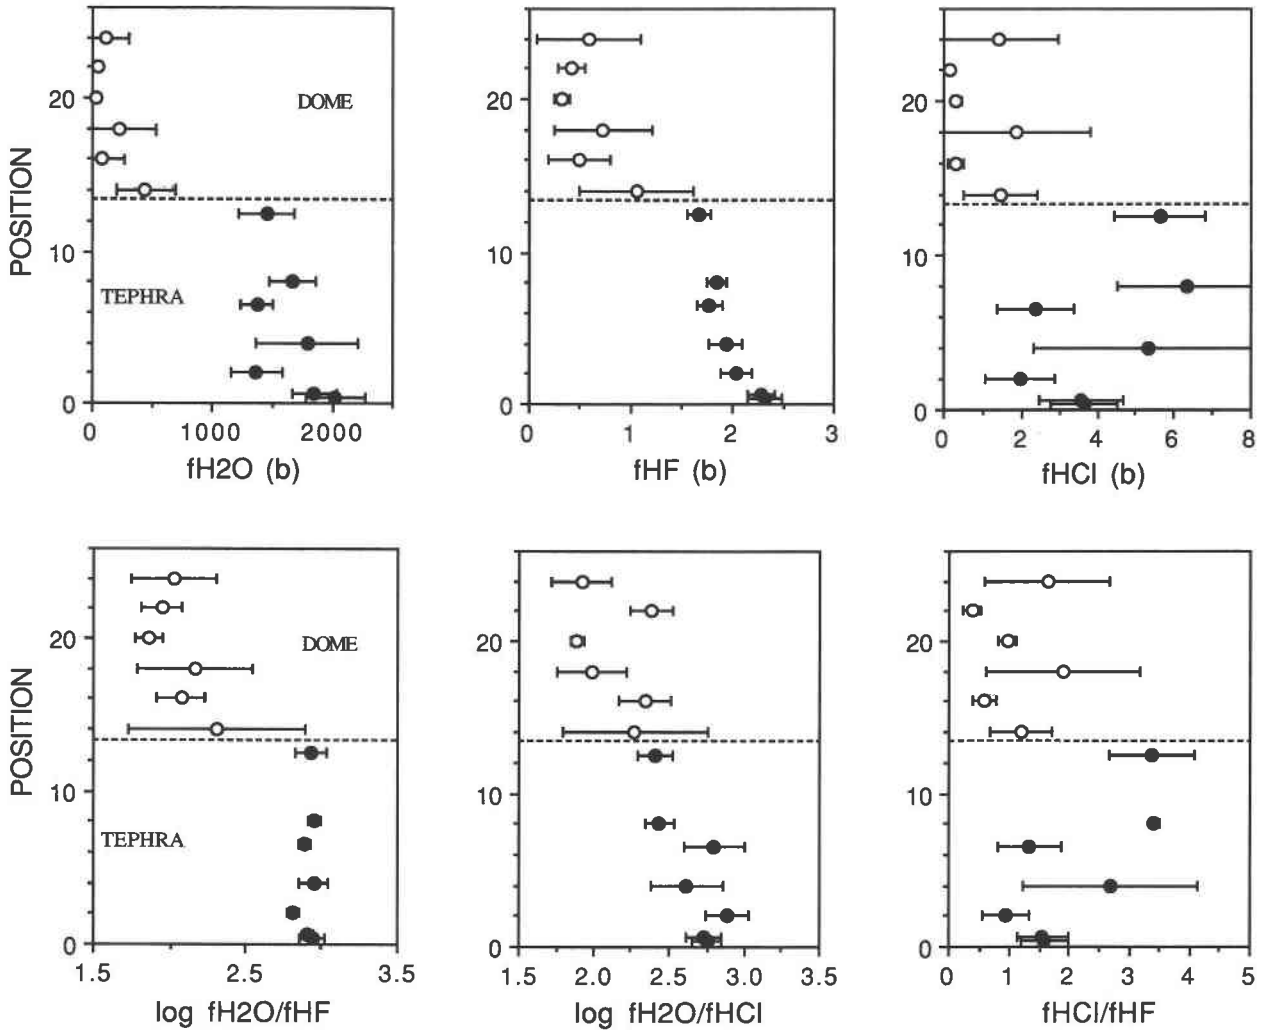 POSITION
20
10
0
DOME
TEPHRA
0 1000 2000
fH2O (b)
20
10
0
0 1 2 3
fHF (b)
20
10
0
0 2 4 6 8
fHCl (b)
POSITION
20
10
0
DOME
TEPHRA
1.5 2.5 3.5
log fH2O/fHF
20
10
0
1.5 2.0 2.5 3.0 3.5
log fH2O/fHCl
20
10
0
0 1 2 3 4 5
fHCl/fHF